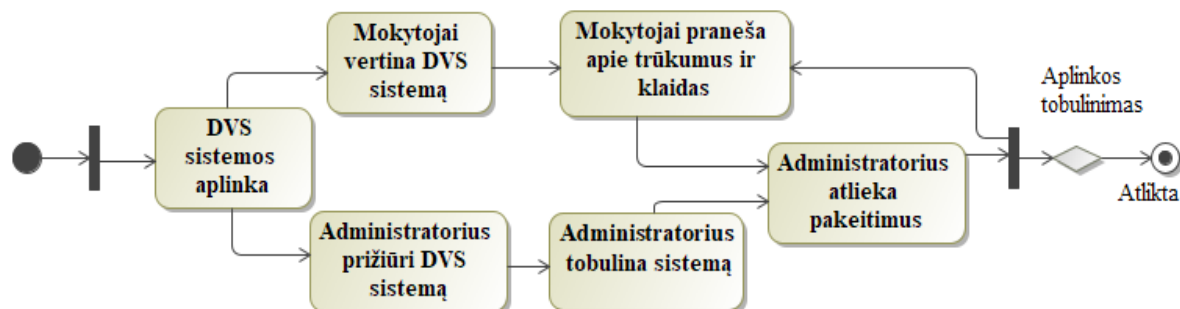 Mokytojai
vertina DVS
sistemą
Mokytojai praneša
apie trūkumus ir
klaidas
Aplinkos
tobulinimas
DVS
sistemos
aplinka
Administratorius
atlieka
pakeitimus
Atlikta
Administratorius
prižiūri DVS
sistemą
Administratorius
tobulina sistemą